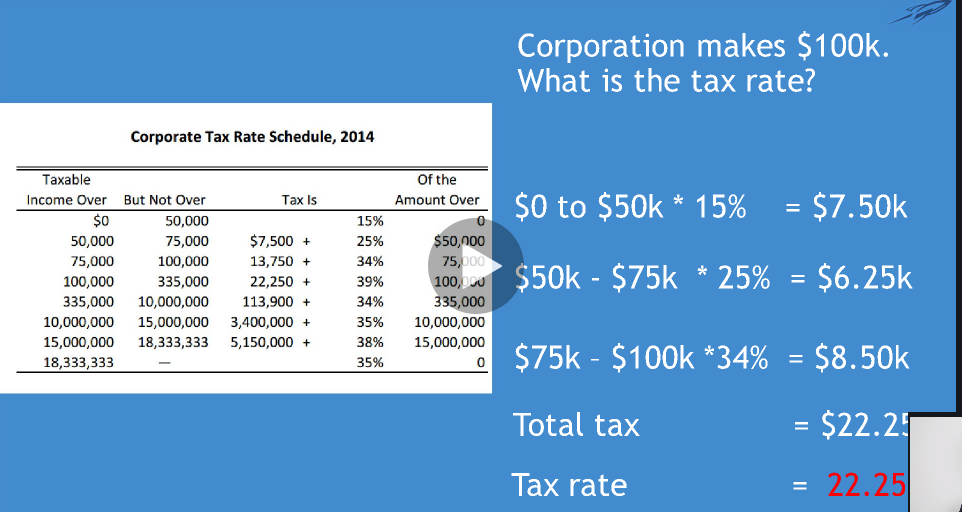 Corporation makes $100k.
What is the tax rate?
Corporate Tax Rate Schedule, 2014
Taxable Of the
Income Over But Not Over Tax Is Amount Over
$0 50,000 15% 0
50,000 75,000 $7,500 + 25% $50,000
75,000 100,000 13,750 + 34% 75,000
100,000 335,000 22,250 + 39% 100,000
335,000 10,000,000 113,900 + 34% 335,000
10,000,000 15,000,000 3,400,000 + 35% 10,000,000
15,000,000 18,333,333 5,150,000 + 38% 15,000,000
18,333,333 — 35% 0
$0 to $50k * 15% = $7.50k
$50k - $75k * 25% = $6.25k
$75k – $100k *34% = $8.50k
Total tax = $22.25
Tax rate = 22.25